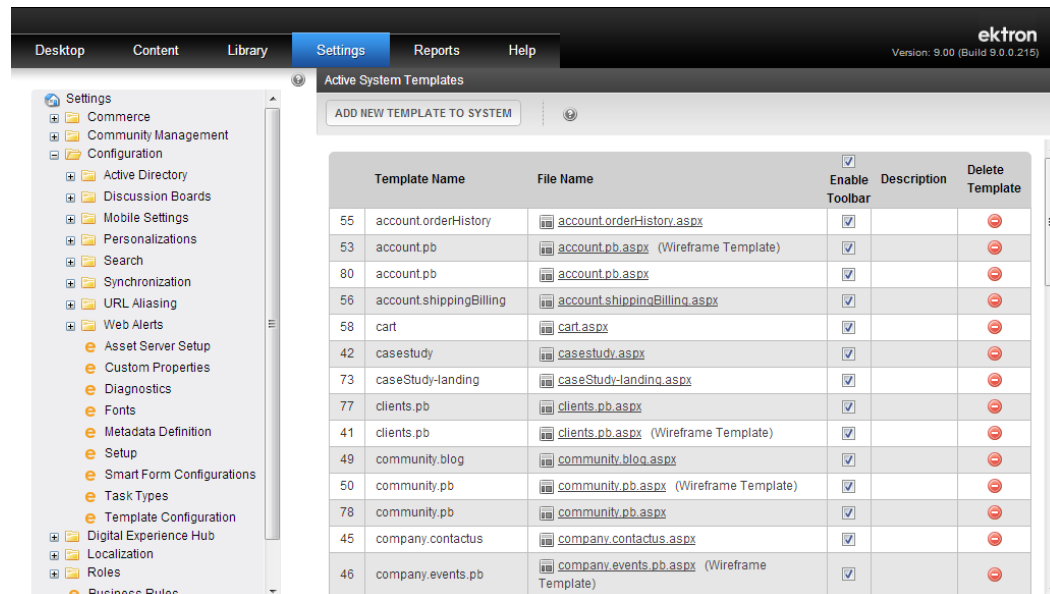 ektron
Version: 9.00 (Build 9.0.0.215)
Desktop Content Library Settings Reports Help
Active System Templates
ADD NEW TEMPLATE TO SYSTEM
Settings
Commerce
Community Management
Configuration
Active Directory
Discussion Boards
Mobile Settings
Personalizations
Search
Synchronization
URL Aliasing
Web Alerts
Asset Server Setup
Custom Properties
Diagnostics
Fonts
Metadata Definition
Setup
Smart Form Configurations
Task Types
Template Configuration
Digital Experience Hub
Localization
Roles
Business Rules
Template Name File Name Enable Toolbar Description Delete Template
55 account.orderHistory account.orderHistory.aspx
53 account.pb account.pb.aspx (Wireframe Template)
80 account.pb account.pb.aspx
56 account.shippingBilling account.shippingBilling.aspx
58 cart cart.aspx
42 casestudy casestudy.aspx
73 caseStudy-landing caseStudy-landing.aspx
77 clients.pb clients.pb.aspx
41 clients.pb clients.pb.aspx (Wireframe Template)
49 community.blog community.blog.aspx
50 community.pb community.pb.aspx (Wireframe Template)
78 community.pb community.pb.aspx
45 company.contactus company.contactus.aspx
46 company.events.pb company.events.pb.aspx (Wireframe
Template)